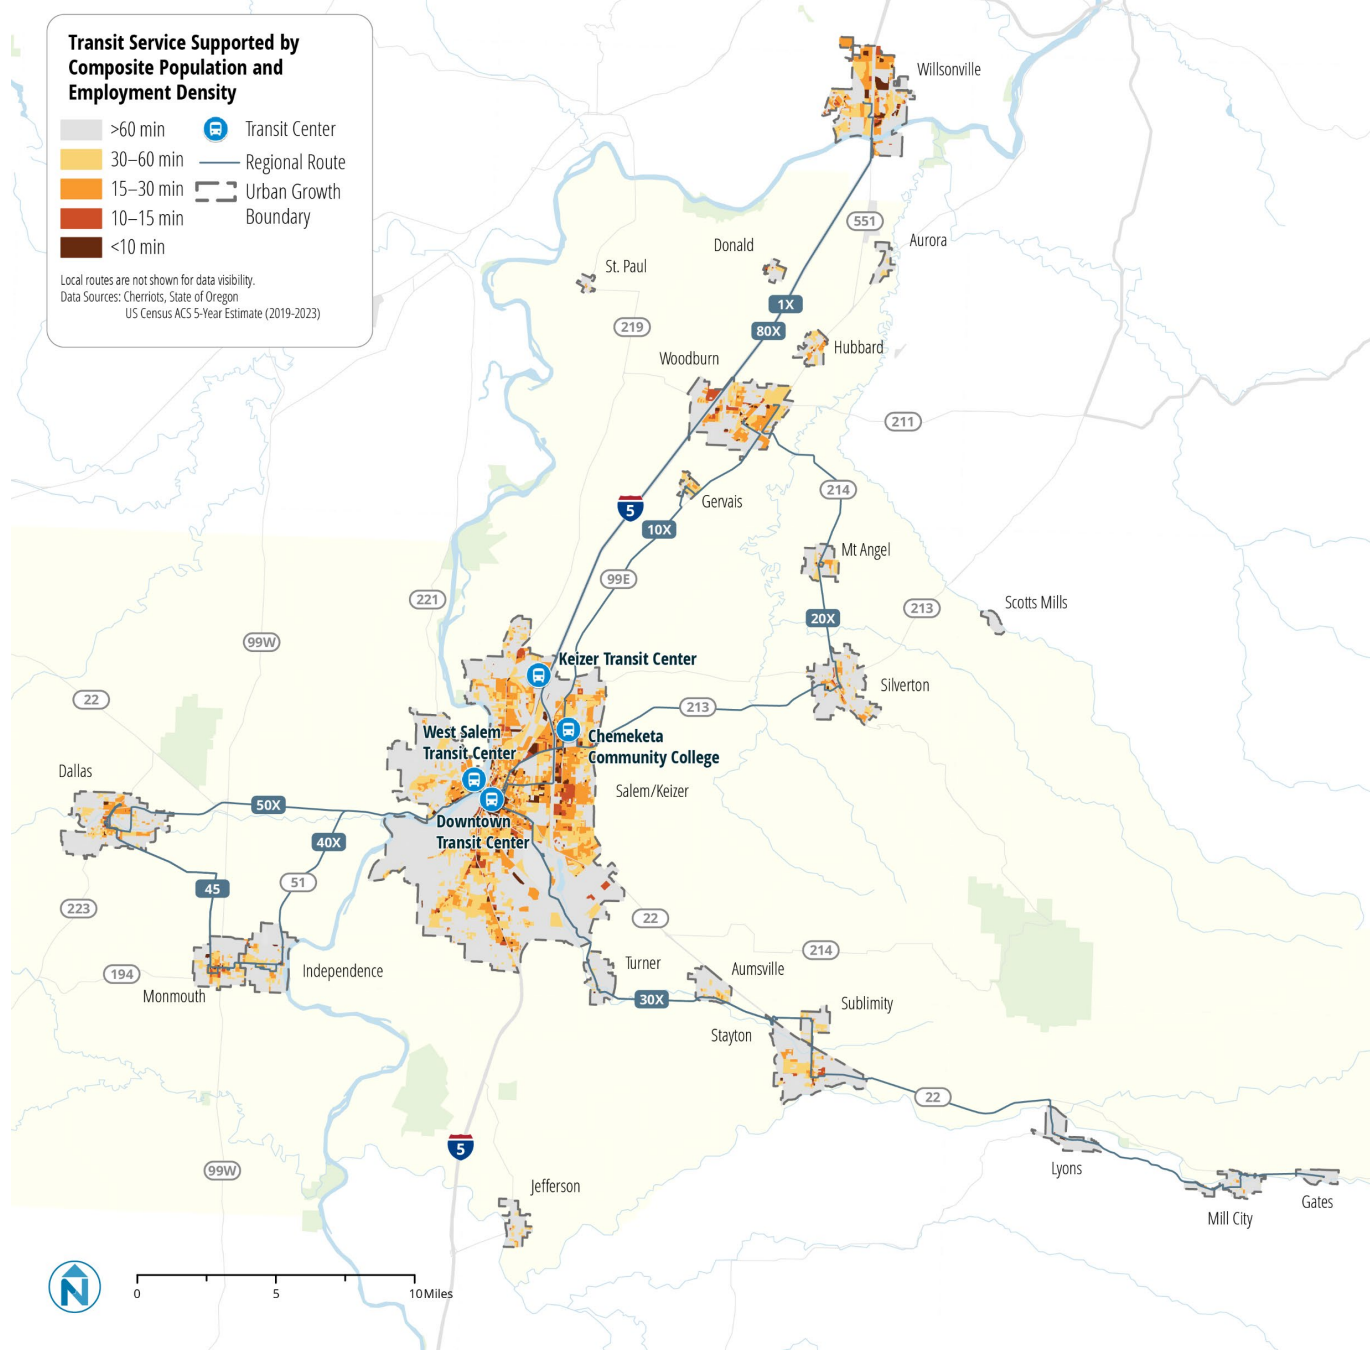 Transit Service Supported by
Composite Population and
Employment Density
>60 min
30–60 min
15–30 min
10–15 min
<10 min
Transit Center
Regional Route
Urban Growth
Boundary
Local routes are not shown for data visibility.
Data Sources: Cherriots, State of Oregon
US Census ACS 5-Year Estimate (2019-2023)
Willsonville
551
Aurora
Donald
St. Paul
1X
219
80X
Hubbard
Woodburn
211
214
Gervais
5
10X
Mt Angel
99E
221
Scotts Mills
213
20X
99W
Keizer Transit Center
Silverton
22
213
West Salem
Transit Center
Chemeketa
Community College
Dallas
Salem/Keizer
50X
Downtown
Transit Center
40X
45
51
223
22
214
194
Independence
Monmouth
Turner
Aumsville
30X
Sublimity
Stayton
22
5
Lyons
99W
Jefferson
Mill City
Gates
N
0
5
10 Miles